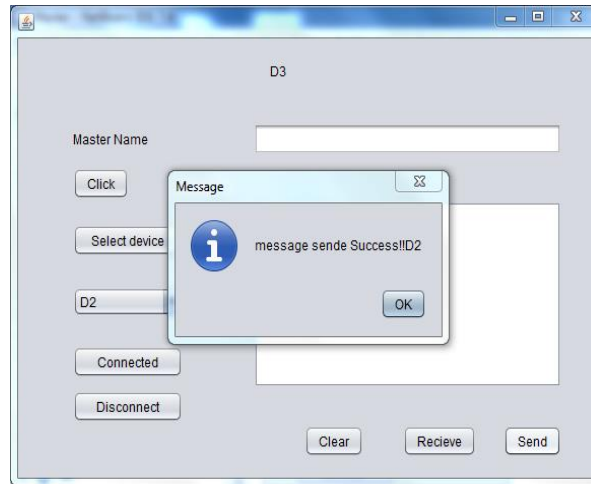 D3
Master Name
Click
Message
message sende Success!!D2
OK
Select device
D2
Connected
Disconnect
Clear
Recieve
Send